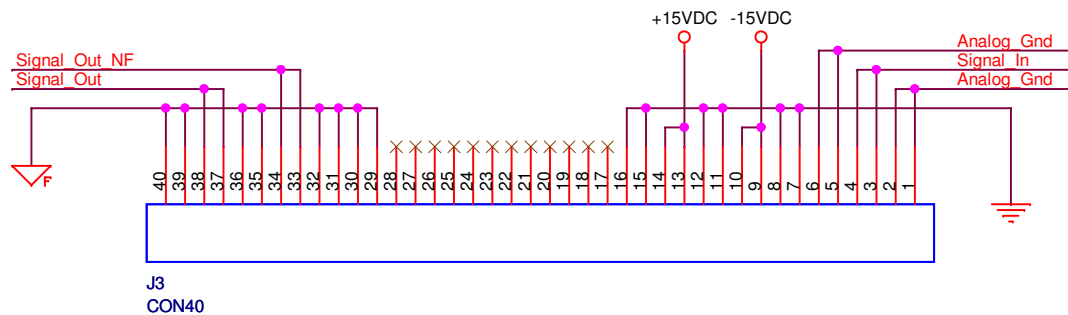 +15VDC -15VDC
Analog_Gnd
Signal_Out_NF Signal_In
Signal_Out Analog_Gnd
F
40 39 38 37 36 35 34 33 32 31 30 29 28 27 26 25 24 23 22 21 20 19 18 17 16 15 14 13 12 11 10 9 8 7 6 5 4 3 2 1
J3
CON40